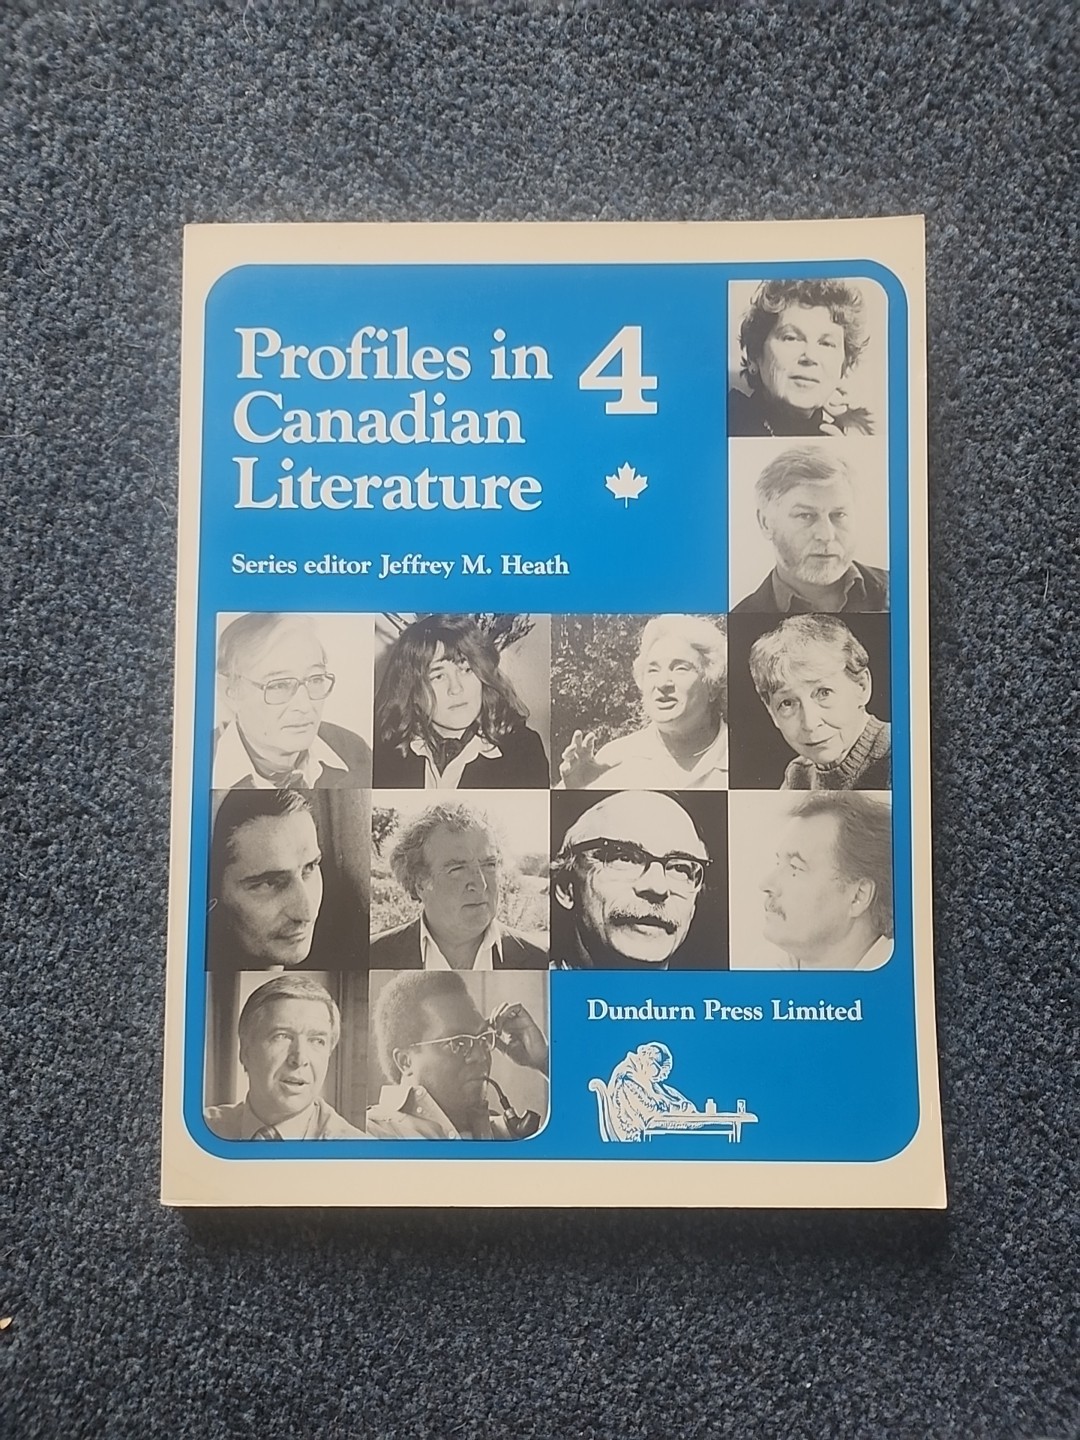 Profiles in
Canadian
Literature
4
Series editor Jeffrey M. Heath
Dundurn Press Limited